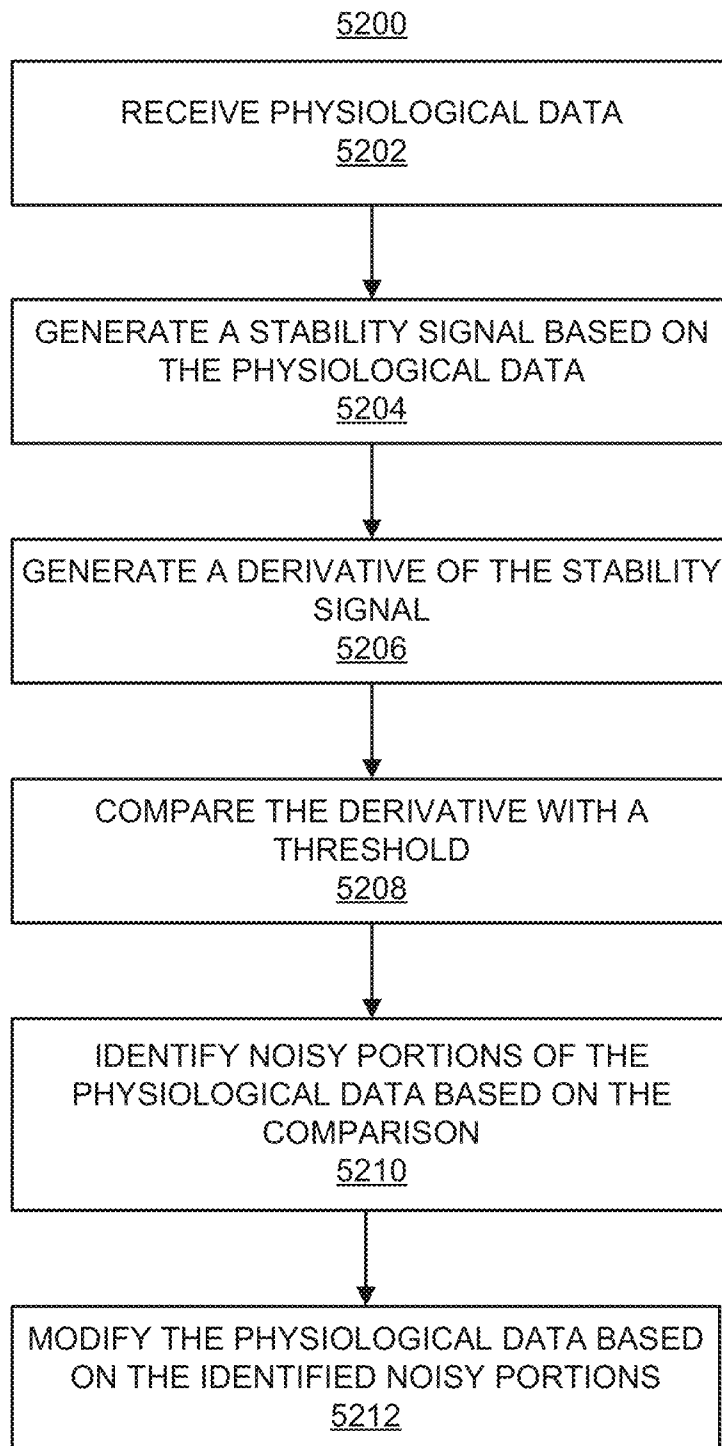 5200
RECEIVE PHYSIOLOGICAL DATA
5202
GENERATE A STABILITY SIGNAL BASED ON
THE PHYSIOLOGICAL DATA
5204
GENERATE A DERIVATIVE OF THE STABILITY
SIGNAL
5206
COMPARE THE DERIVATIVE WITH A
THRESHOLD
5208
IDENTIFY NOISY PORTIONS OF THE
PHYSIOLOGICAL DATA BASED ON THE
COMPARISON
5210
MODIFY THE PHYSIOLOGICAL DATA BASED
ON THE IDENTIFIED NOISY PORTIONS
5212